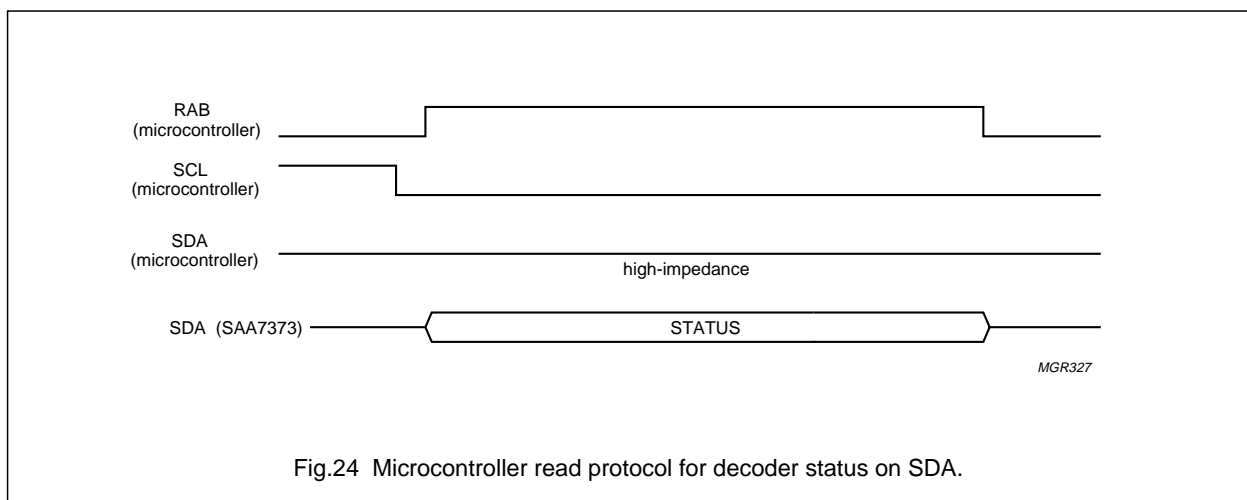 RAB
(microcontroller)
SCL
(microcontroller)
SDA
(microcontroller)
high-impedance
SDA (SAA7373)
STATUS
MGR327
Fig.24 Microcontroller read protocol for decoder status on SDA.